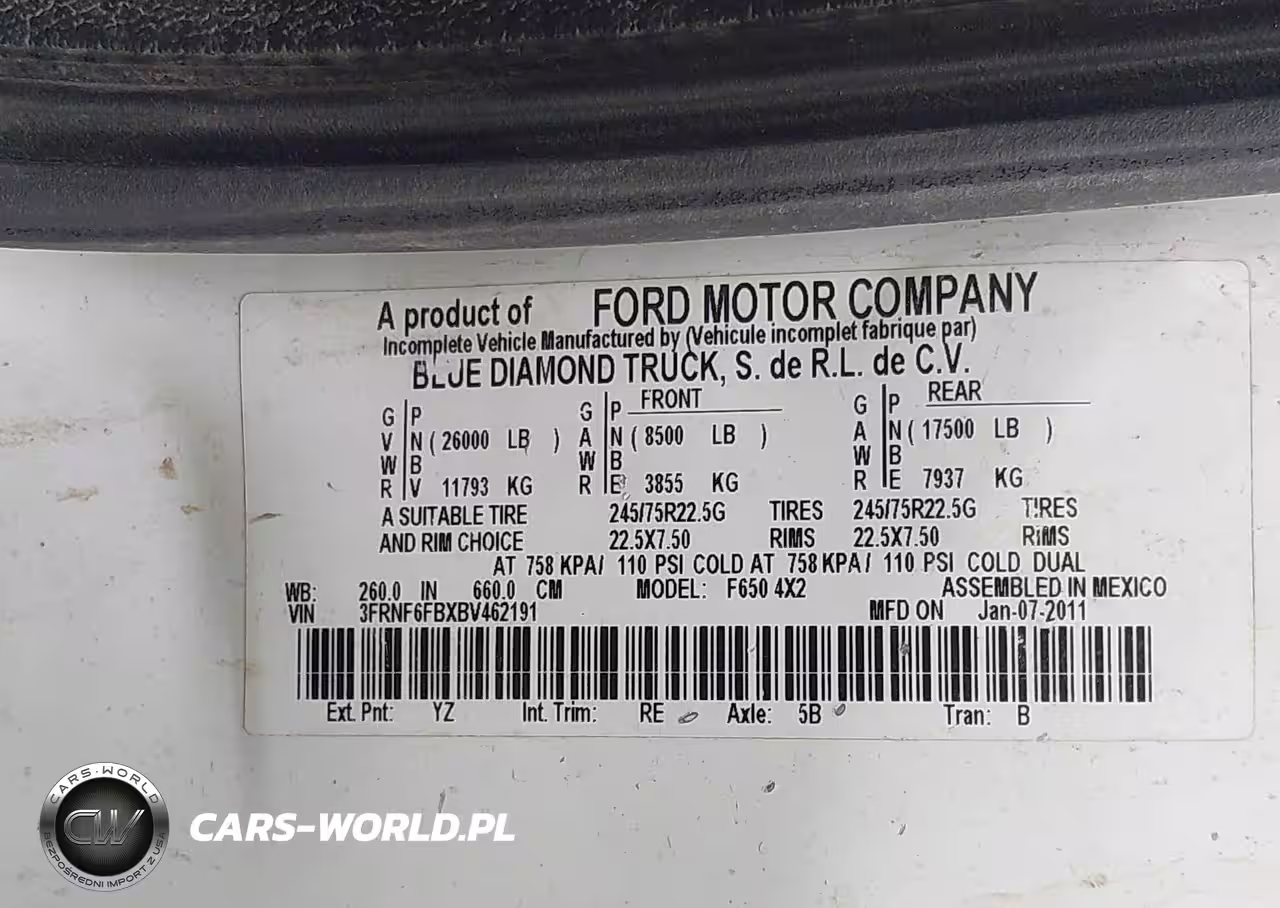 A product of FORD MOTOR COMPANY
Incomplete Vehicle Manufactured by (Vehicule incomplet fabrique par)
BLUE DIAMOND TRUCK, S. de R.L. de C.V.
G P G P FRONT G P REAR
V N ( 26000 LB ) A N ( 8500 LB ) A N ( 17500 LB )
W B W B W B
R V 11793 KG R E 3855 KG R E 7937 KG
A SUITABLE TIRE 245/75R22.5G TIRES 245/75R22.5G TIRES
AND RIM CHOICE 22.5X7.50 RIMS 22.5X7.50 RIMS
AT 758 KPA/ 110 PSI COLD AT 758 KPA/ 110 PSI COLD DUAL
WB: 260.0 IN 660.0 CM MODEL: F650 4X2 ASSEMBLED IN MEXICO
VIN 3FRNF6FBXBV462191 MFD ON Jan-07-2011
Ext. Pnt: YZ Int. Trim: RE Axle: 5B Tran: B
CARS-WORLD
CW
BEZPOŚREDNI IMPORT Z USA
CARS-WORLD.PL